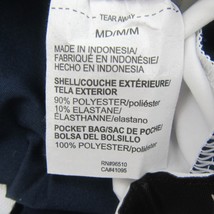 TEAR AWAY
MD/M/M
MADE IN INDONESIA/
FABRIQUÉ EN INDÉNÉSIE/
HECHO EN INDONESIA
SHELL/COUCHE EXTÉRIEURE/
TELA EXTERIOR
90% POLYESTER/poliéster
10% ELASTANE/
ÉLASTHANNE/elastano
POCKET BAG/SAC DE POCHE/
BOLSA DEL BOLSILLO
100% POLYESTER/poliéster
RN#96510
CA#41095